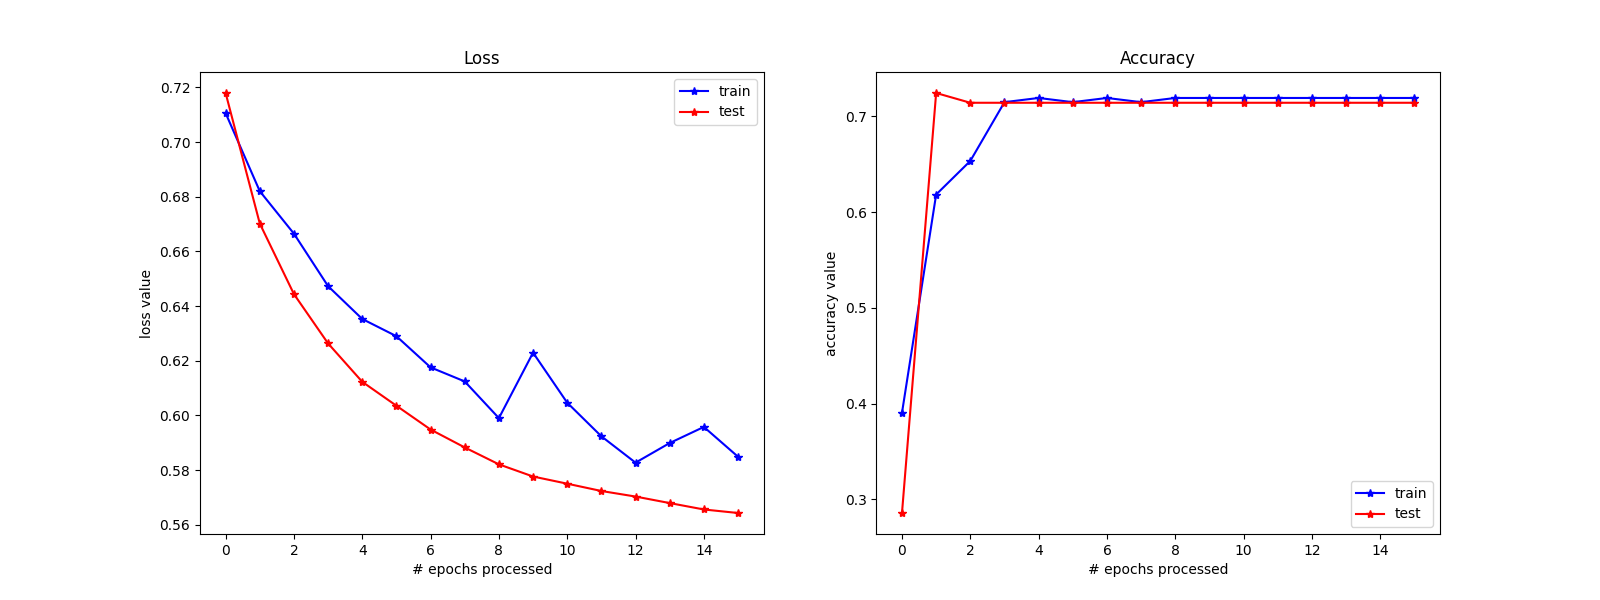 Loss
0.72
0.70
0.68
0.66
0.64
0.62
0.60
0.58
0.56
loss value
train
test
0 2 4 6 8 10 12 14
# epochs processed
Accuracy
0.7
0.6
0.5
0.4
0.3
accuracy value
train
test
0 2 4 6 8 10 12 14
# epochs processed